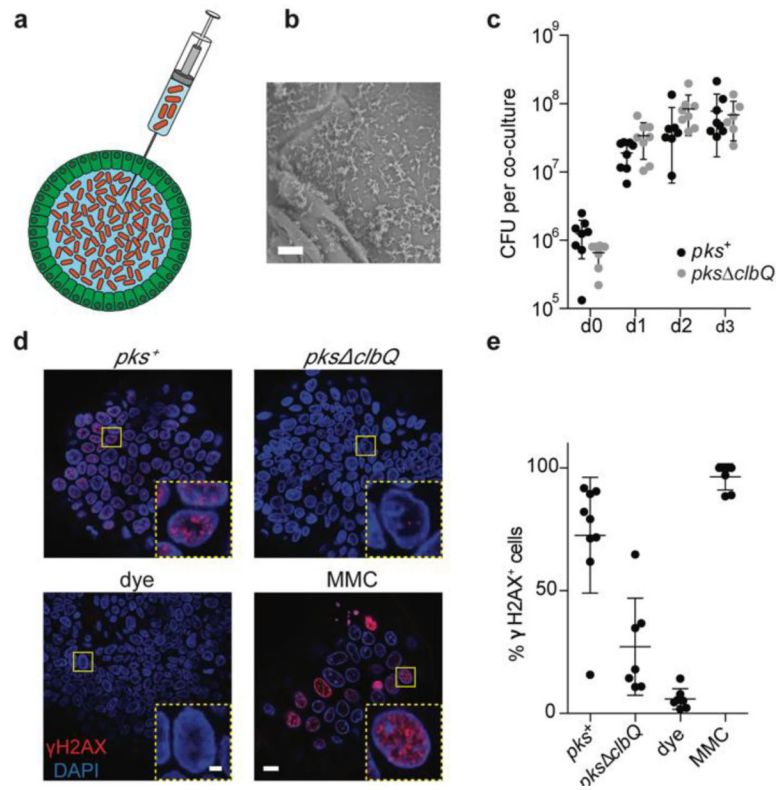 a
b
c
CFU per co-culture
10⁹
10⁸
10⁷
10⁶
10⁵
d0
d1
d2
d3
pks⁺
pksΔclbQ
d
pks⁺
pksΔclbQ
dye
MMC
γH2AX
DAPI
e
% γ H2AX⁺ cells
100
50
0
pks⁺
pksΔclbQ
dye
MMC